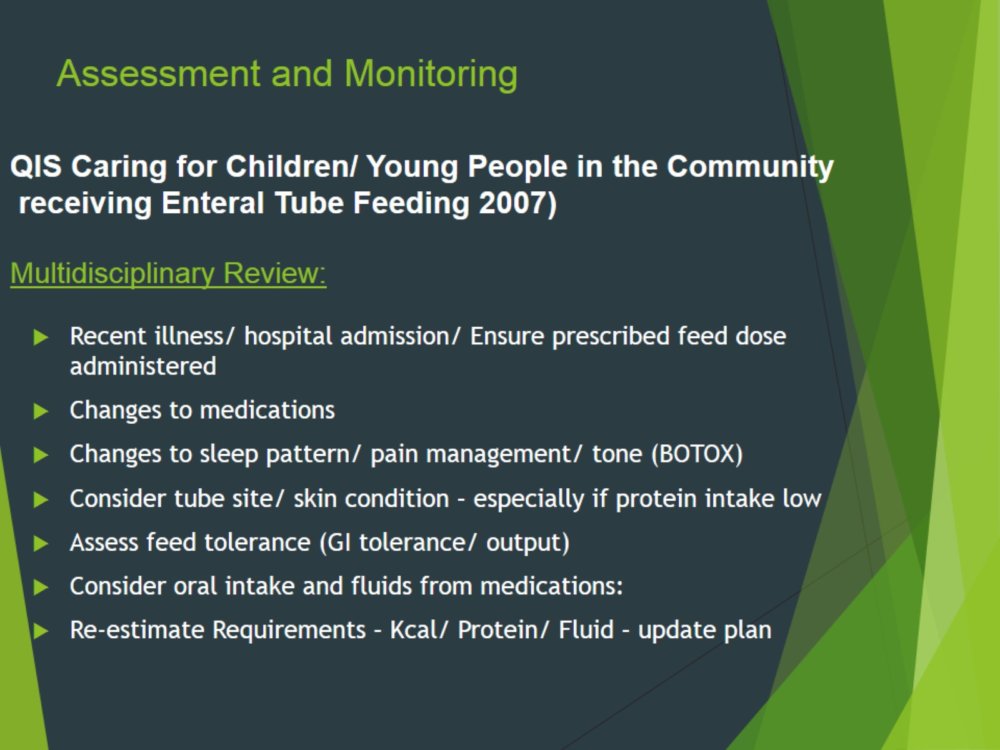 Assessment and Monitoring
QIS Caring for Children/ Young People in the Community
receiving Enteral Tube Feeding 2007)
Multidisciplinary Review:
Recent illness/ hospital admission/ Ensure prescribed feed dose
administered
Changes to medications
Changes to sleep pattern/ pain management/ tone (BOTOX)
Consider tube site/ skin condition - especially if protein intake low
Assess feed tolerance (GI tolerance/ output)
Consider oral intake and fluids from medications:
Re-estimate Requirements - Kcal/ Protein/ Fluid - update plan